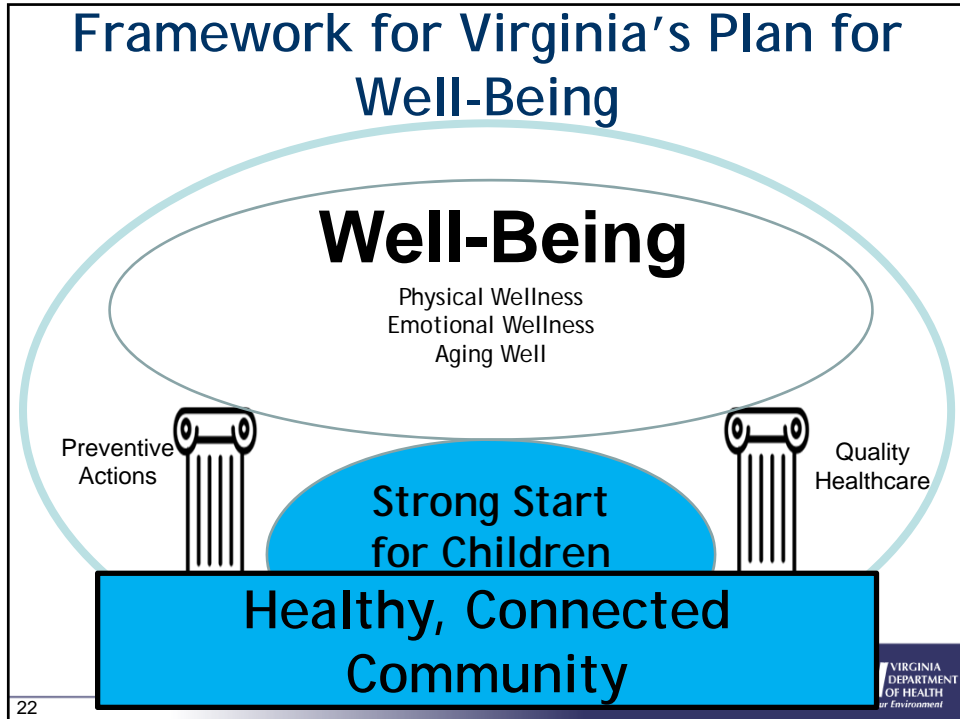 Framework for Virginia's Plan for
Well-Being
Well-Being
Physical Wellness
Emotional Wellness
Aging Well
Preventive
Actions
Quality
Healthcare
Strong Start
for Children
Healthy, Connected
Community
VIRGINIA
DEPARTMENT
OF HEALTH
Environment
22